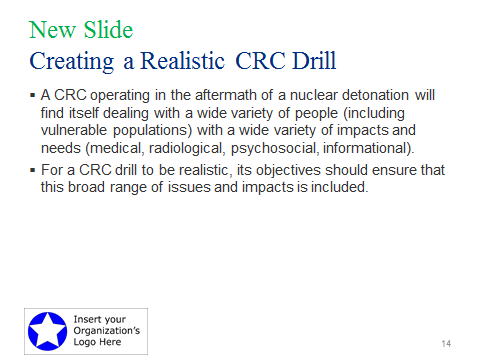 New Slide
Creating a Realistic CRC Drill
▪ A CRC operating in the aftermath of a nuclear detonation will
find itself dealing with a wide variety of people (including
vulnerable populations) with a wide variety of impacts and
needs (medical, radiological, psychosocial, informational).
▪ For a CRC drill to be realistic, its objectives should ensure that
this broad range of issues and impacts is included.
Insert your
Organization's
Logo Here
14